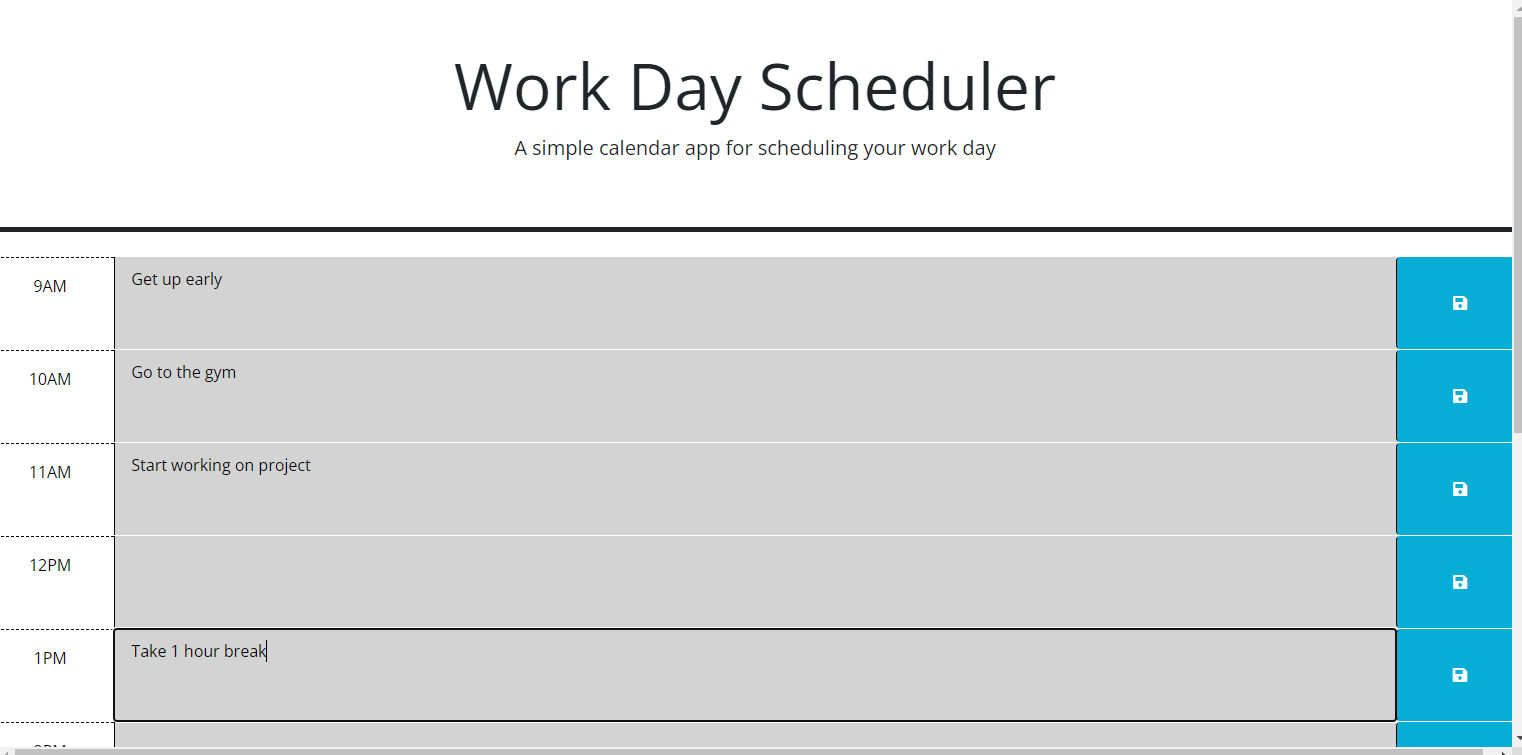 Work Day Scheduler
A simple calendar app for scheduling your work day
9AM
Get up early
10AM
Go to the gym
11AM
Start working on project
12PM
1PM
Take 1 hour break